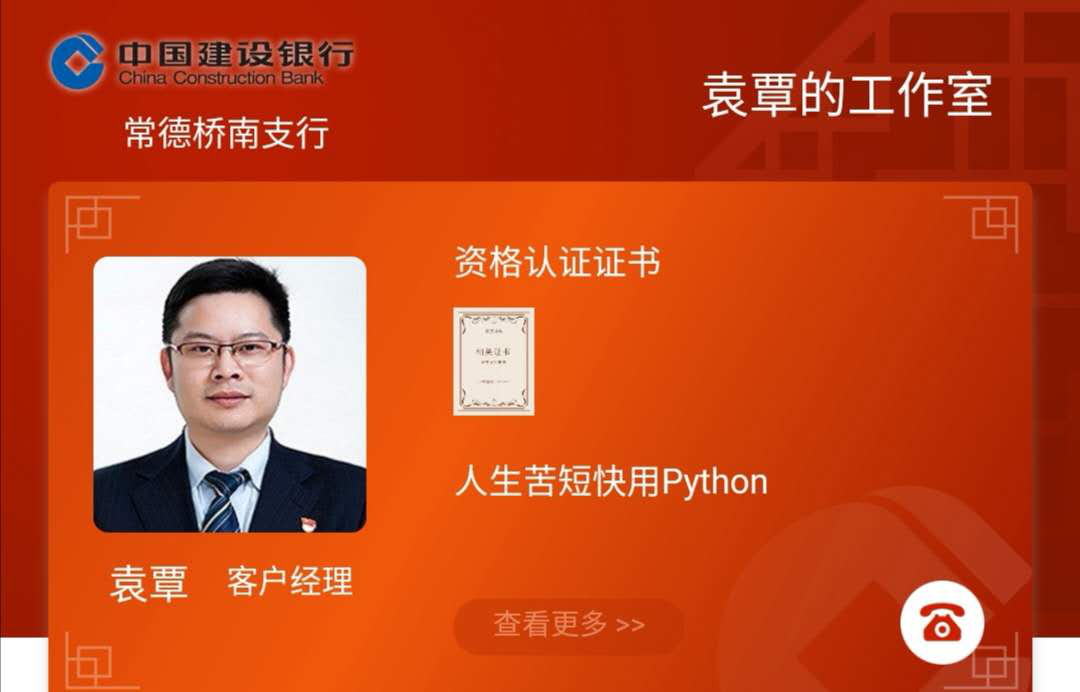 中国建设银行
China Construction Bank
常德桥南支行
袁覃的工作室
资格认证证书
人生苦短快用Python
袁覃 客户经理
查看更多 >>